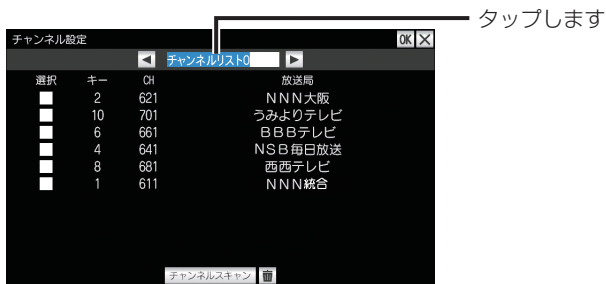 タップします
チャンネル設定 OK
チャンネルリスト0
選択 キー CH 放送局
2 621 NNN大阪
10 701 うみよりテレビ
6 661 BBBテレビ
4 641 NSB毎日放送
8 681 西西テレビ
1 611 NNN統合
チャンネルスキャン